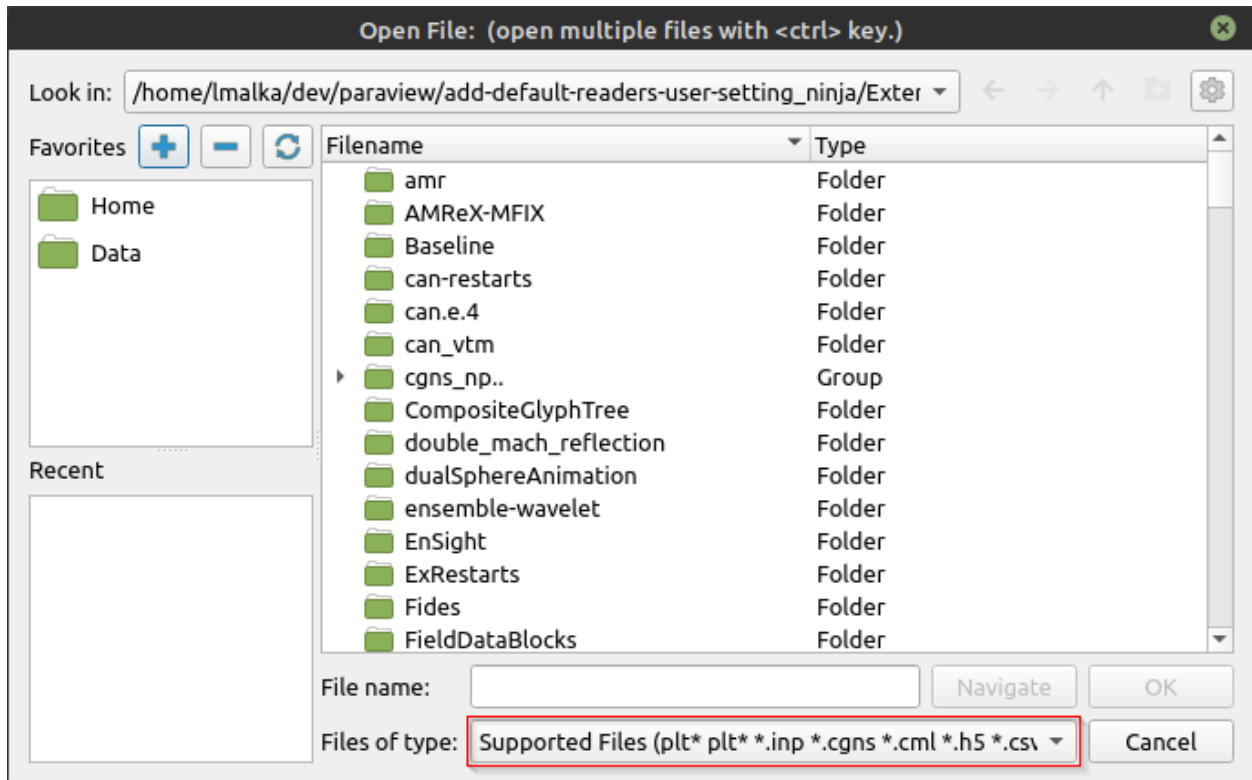 Open File: (open multiple files with <ctrl> key.)
Look in: /home/lmalka/dev/paraview/add-default-readers-user-setting_ninja/Exter
Favorites
Home
Data
Recent
Filename Type
amr Folder
AMReX-MFIX Folder
Baseline Folder
can-restarts Folder
can.e.4 Folder
can_vtm Folder
cgns_np.. Group
CompositeGlyphTree Folder
double_mach_reflection Folder
dualSphereAnimation Folder
ensemble-wavelet Folder
EnSight Folder
ExRestarts Folder
Fides Folder
FieldDataBlocks Folder
File name: Navigate OK
Files of type: Supported Files (plt* plt* *.inp *.cgns *.cml *.h5 *.csv Cancel